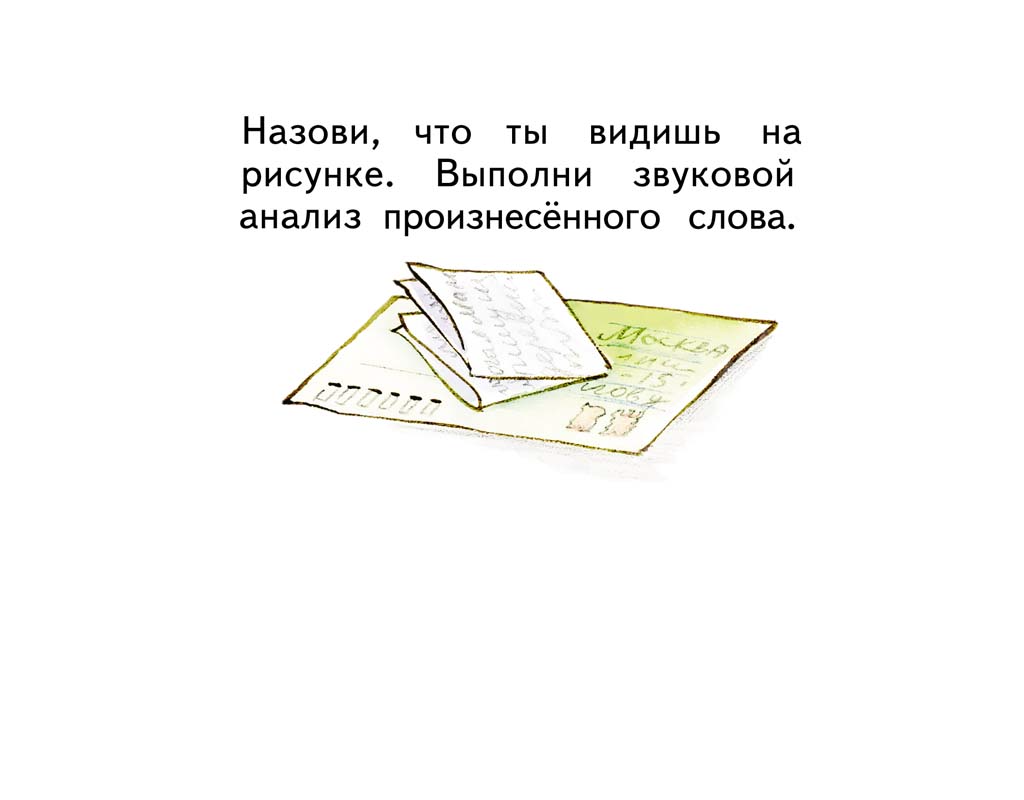 Назови, что ты видишь на
рисунке. Выполни звуковой
анализ произнесённого слова.
Москва